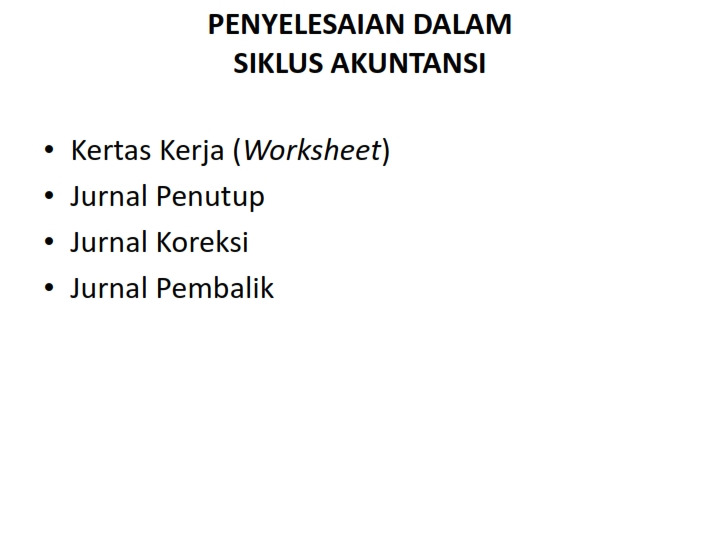 PENYELESAIAN DALAM
SIKLUS AKUNTANSI
• Kertas Kerja (Worksheet)
• Jurnal Penutup
• Jurnal Koreksi
• Jurnal Pembalik